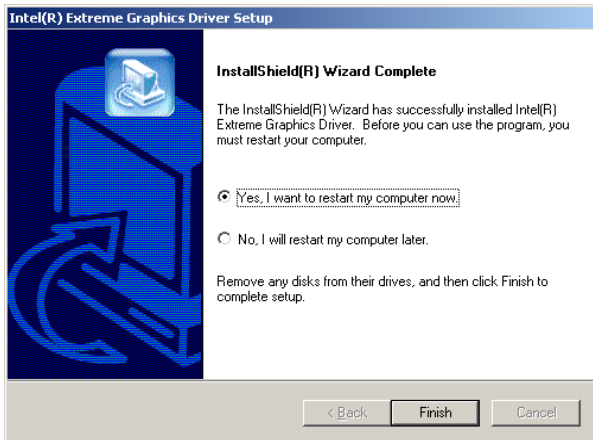 Intel(R) Extreme Graphics Driver Setup
InstallShield(R) Wizard Complete
The InstallShield(R) Wizard has successfully installed Intel(R)
Extreme Graphics Driver.  Before you can use the program, you
must restart your computer.
Yes, I want to restart my computer now.
No, I will restart my computer later.
Remove any disks from their drives, and then click Finish to
complete setup.
< Back
Finish
Cancel